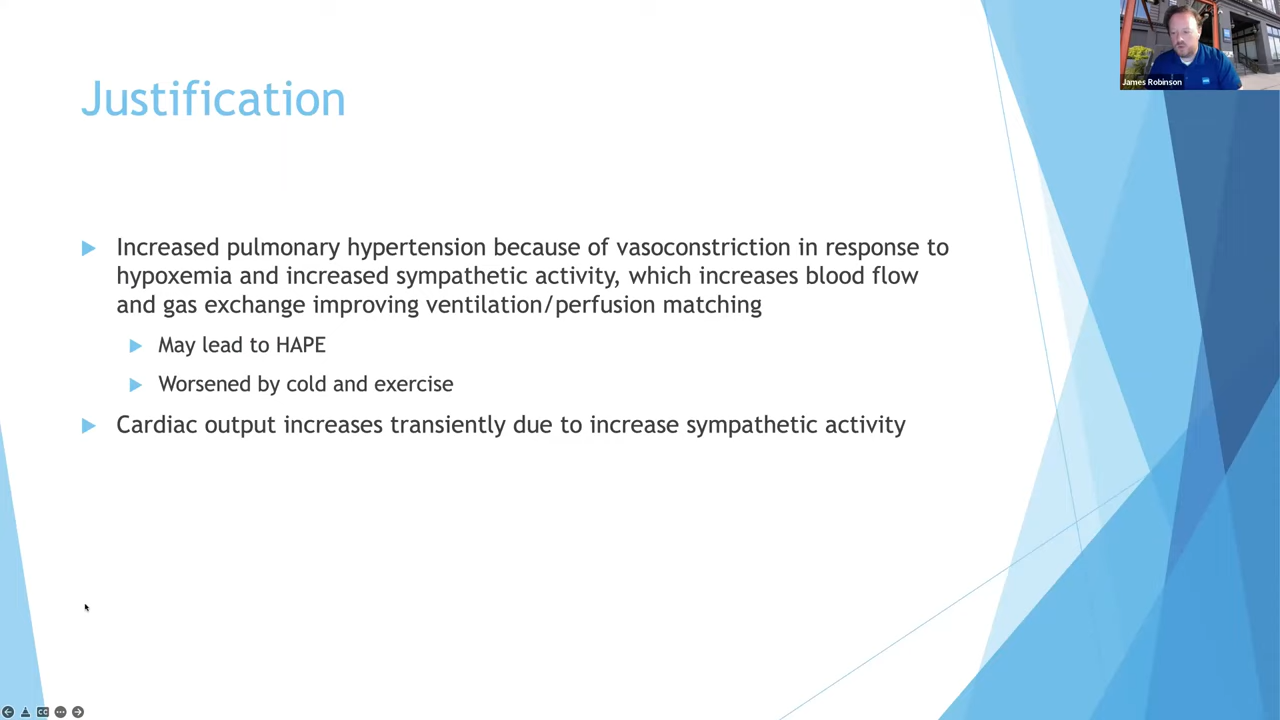 James Robinson
Justification
Increased pulmonary hypertension because of vasoconstriction in response to
hypoxemia and increased sympathetic activity, which increases blood flow
and gas exchange improving ventilation/perfusion matching
May lead to HAPE
Worsened by cold and exercise
Cardiac output increases transiently due to increase sympathetic activity
CC